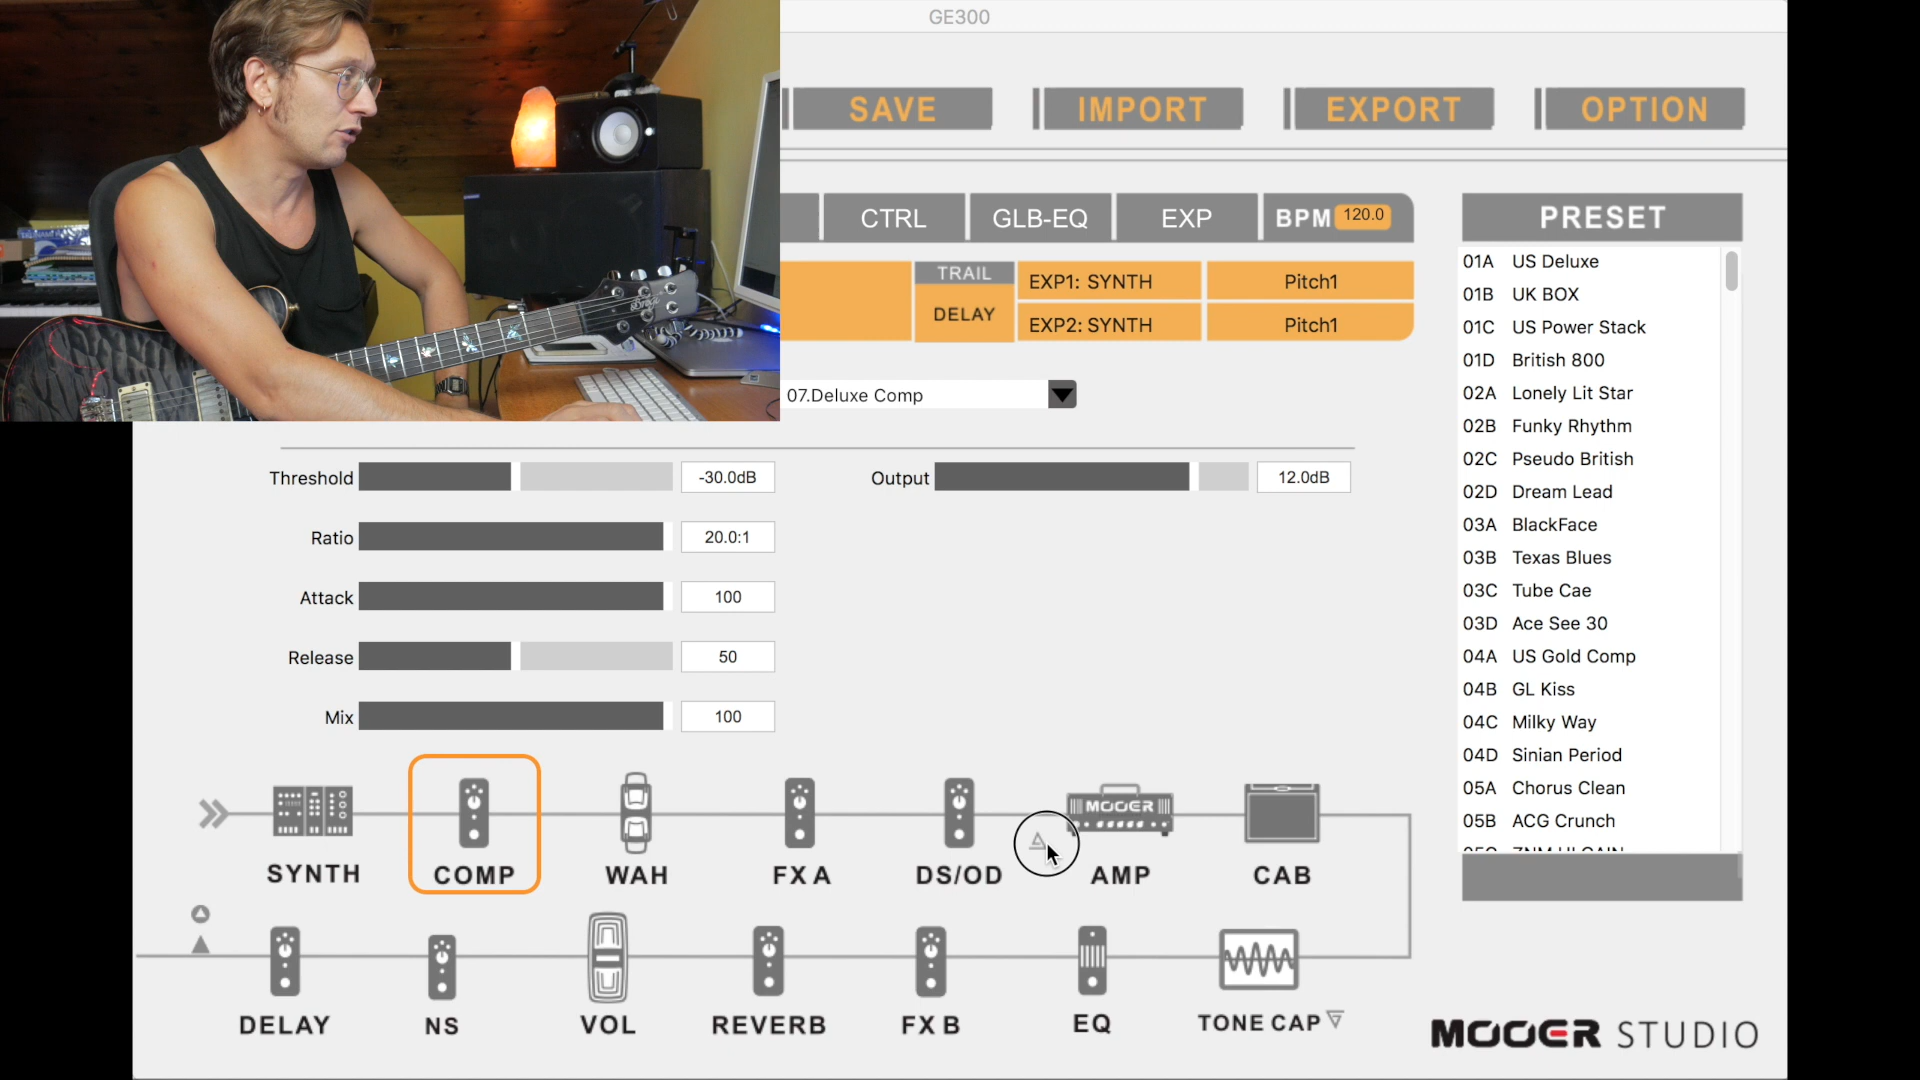 GE300
SAVE
IMPORT
EXPORT
OPTION
CTRL
GLB-EQ
EXP
BPM 120.0
PRESET
TRAIL
DELAY
EXP1: SYNTH
Pitch1
EXP2: SYNTH
Pitch1
07.Deluxe Comp
Threshold -30.0dB
Output 12.0dB
Ratio 20.0:1
Attack 100
Release 50
Mix 100
01A US Deluxe
01B UK BOX
01C US Power Stack
01D British 800
02A Lonely Lit Star
02B Funky Rhythm
02C Pseudo British
02D Dream Lead
03A BlackFace
03B Texas Blues
03C Tube Cae
03D Ace See 30
04A US Gold Comp
04B GL Kiss
04C Milky Way
04D Sinian Period
05A Chorus Clean
05B ACG Crunch
MOOER
SYNTH
COMP
WAH
FX A
DS/OD
AMP
CAB
DELAY
NS
VOL
REVERB
FX B
EQ
TONE CAP
MOOER STUDIO